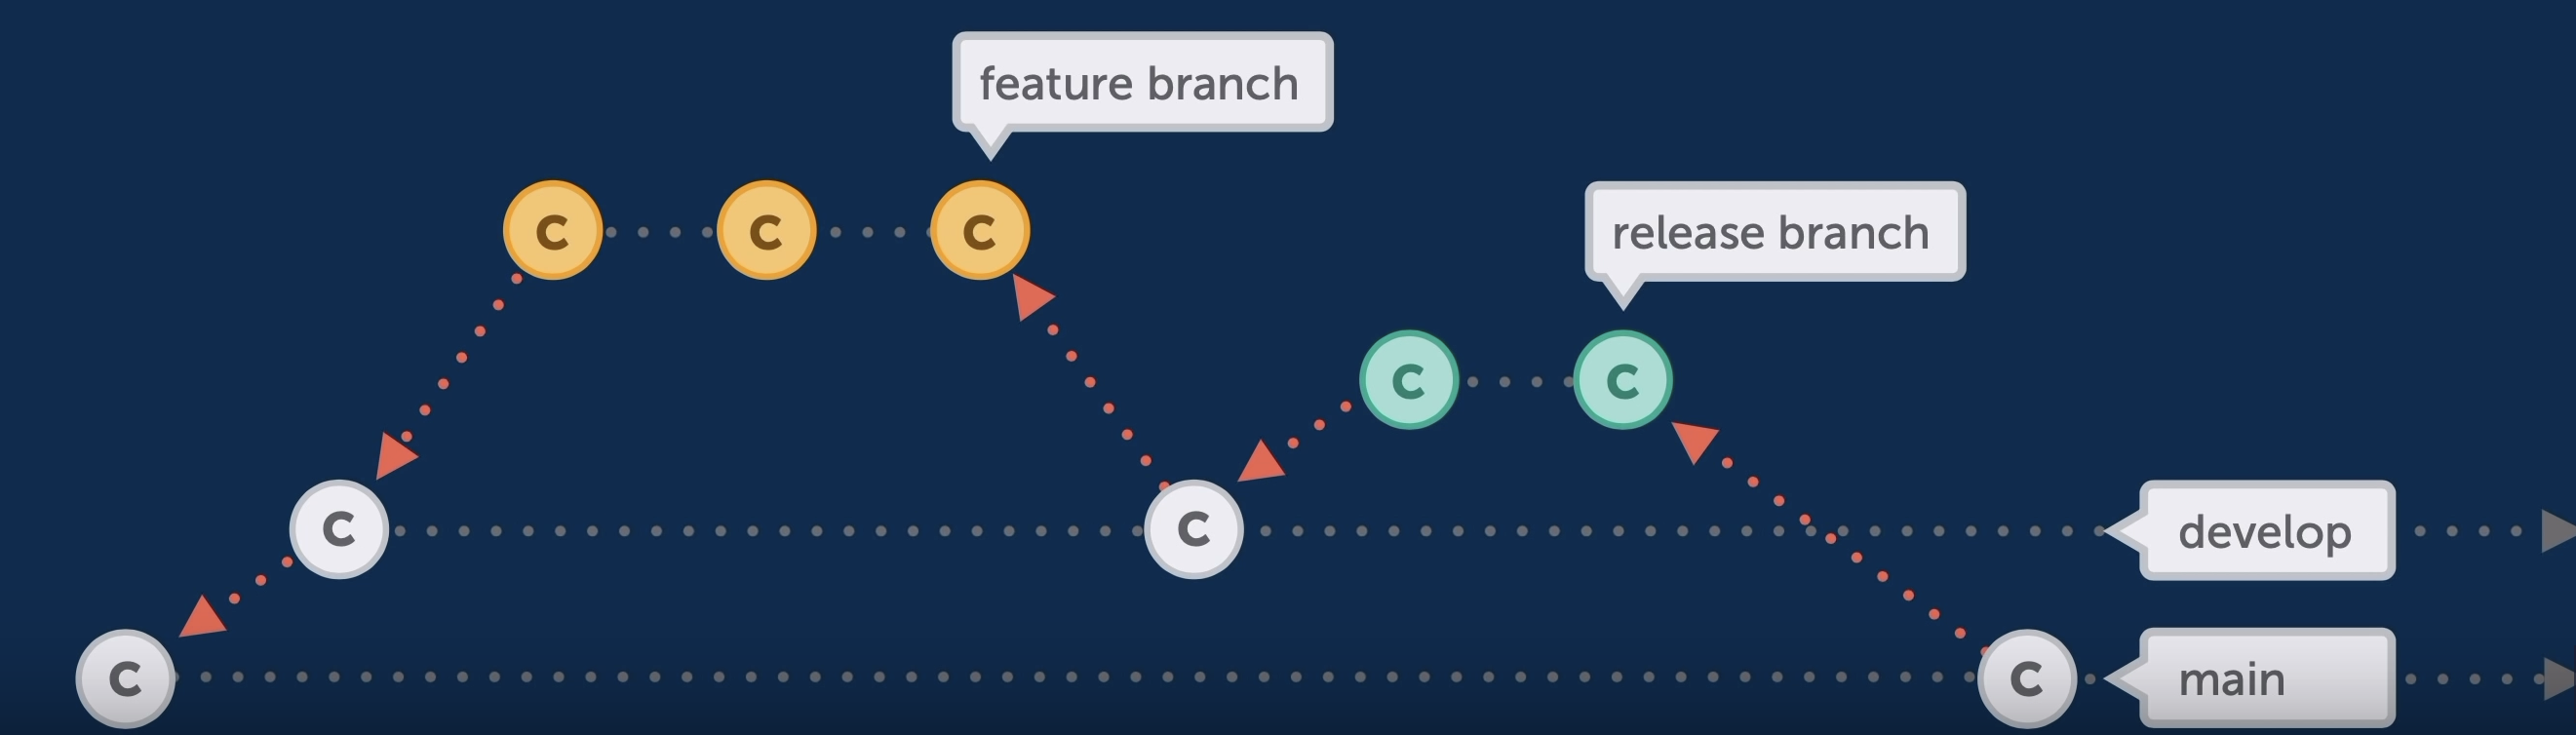 feature branch
C C C
release branch
C C
C C
develop
C C
main